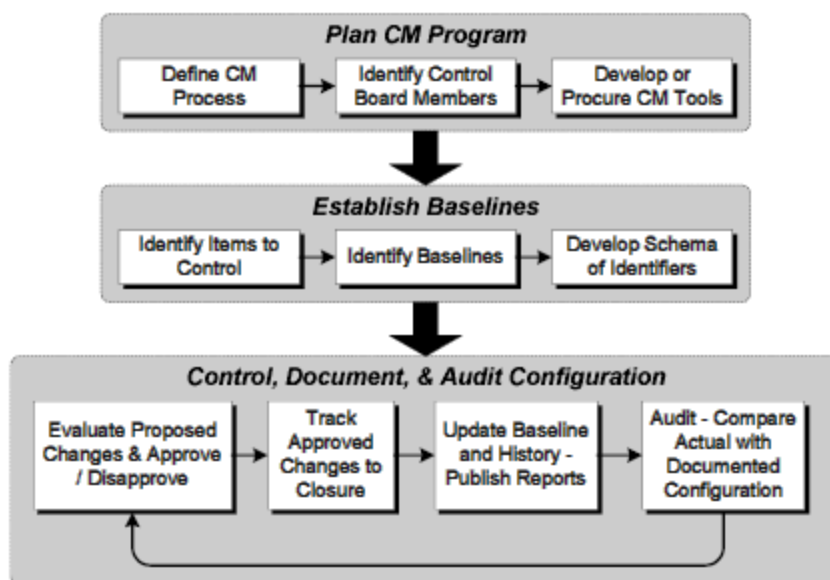 Plan CM Program
Define CM
Process
Identify Control
Board Members
Develop or
Procure CM Tools
Establish Baselines
Identify Items to
Control
Identify Baselines
Develop Schema
of Identifiers
Control, Document, & Audit Configuration
Evaluate Proposed
Changes & Approve
/ Disapprove
Track
Approved
Changes to
Closure
Update Baseline
and History -
Publish Reports
Audit - Compare
Actual with
Documented
Configuration